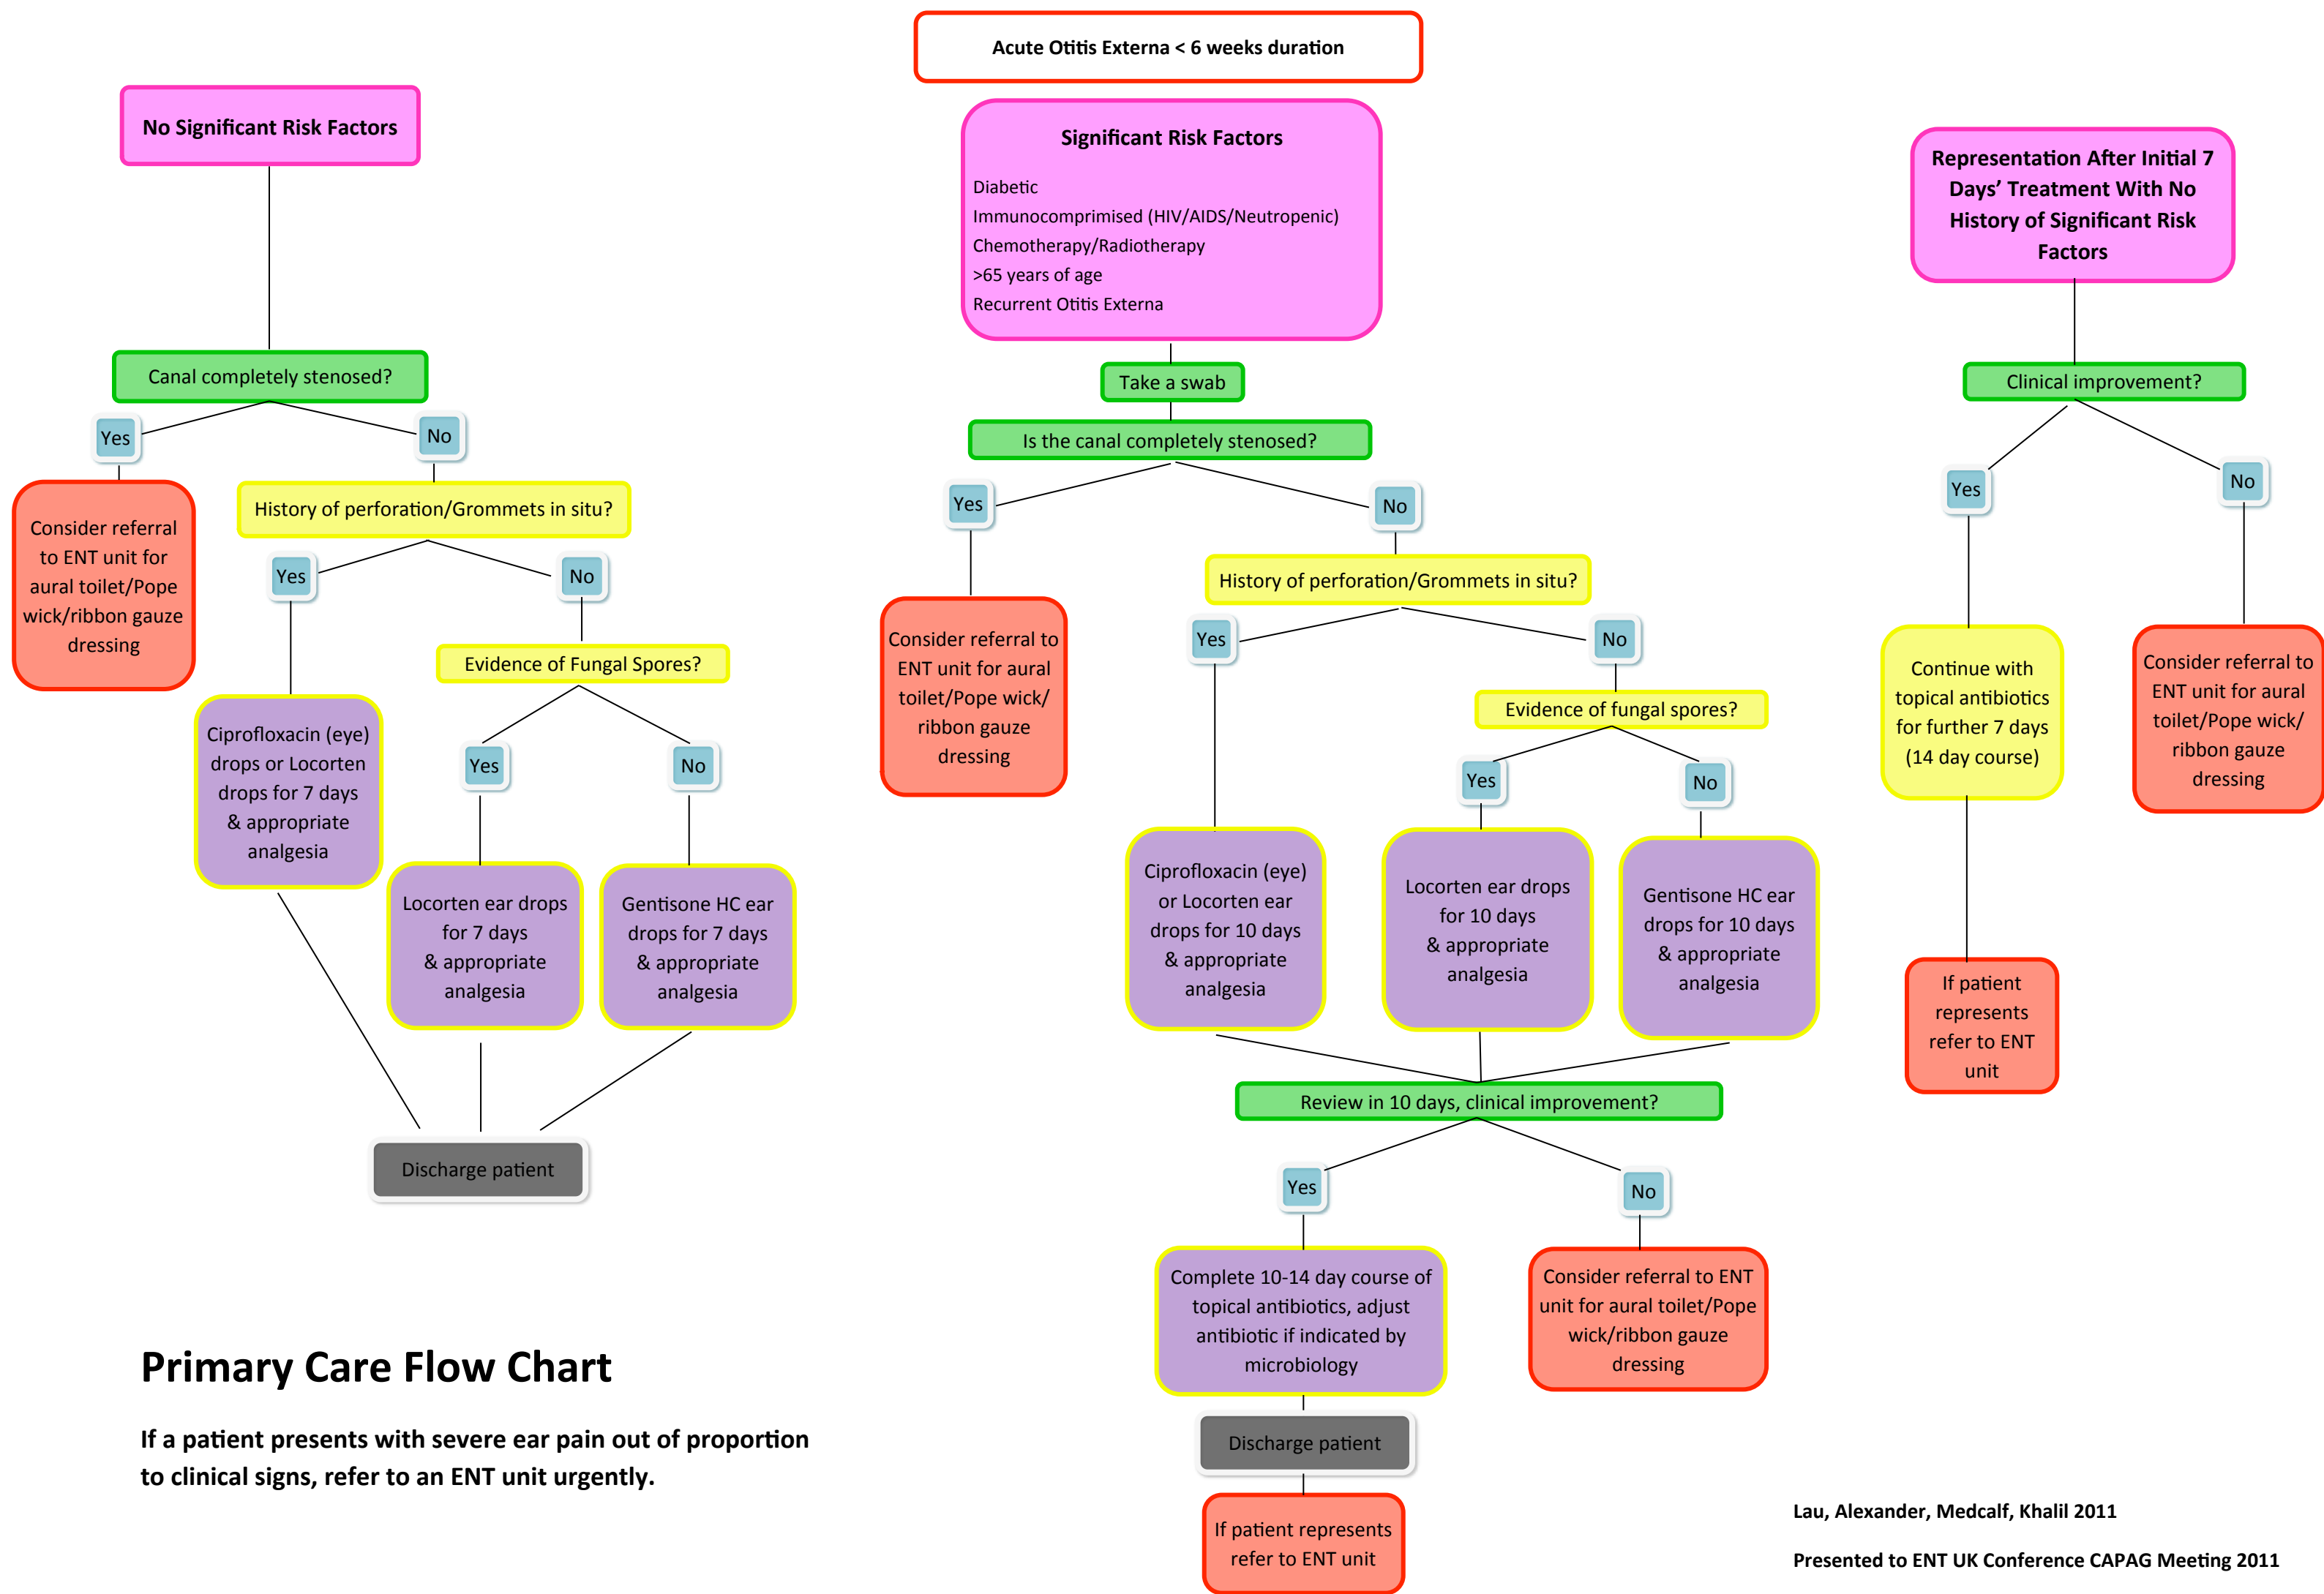 Acute Otitis Externa < 6 weeks duration
No Significant Risk Factors
Canal completely stenosed?
Yes
No
Consider referral
to ENT unit for
aural toilet/Pope
wick/ribbon gauze
dressing
History of perforation/Grommets in situ?
Yes
No
Evidence of Fungal Spores?
Ciprofloxacin (eye)
drops or Locorten
drops for 7 days
& appropriate
analgesia
Yes
No
Locorten ear drops
for 7 days
& appropriate
analgesia
Gentisone HC ear
drops for 7 days
& appropriate
analgesia
Discharge patient
Significant Risk Factors
Diabetic
Immunocomprimised (HIV/AIDS/Neutropenic)
Chemotherapy/Radiotherapy
>65 years of age
Recurrent Otitis Externa
Take a swab
Is the canal completely stenosed?
Yes
No
Consider referral to
ENT unit for aural
toilet/Pope wick/
ribbon gauze
dressing
History of perforation/Grommets in situ?
Yes
No
Evidence of fungal spores?
Yes
No
Ciprofloxacin (eye)
or Locorten ear
drops for 10 days
& appropriate
analgesia
Locorten ear drops
for 10 days
& appropriate
analgesia
Gentisone HC ear
drops for 10 days
& appropriate
analgesia
Review in 10 days, clinical improvement?
Yes
No
Complete 10-14 day course of
topical antibiotics, adjust
antibiotic if indicated by
microbiology
Consider referral to ENT
unit for aural toilet/Pope
wick/ribbon gauze
dressing
Discharge patient
If patient represents
refer to ENT unit
Representation After Initial 7
Days’ Treatment With No
History of Significant Risk
Factors
Clinical improvement?
Yes
No
Continue with
topical antibiotics
for further 7 days
(14 day course)
Consider referral to
ENT unit for aural
toilet/Pope wick/
ribbon gauze
dressing
If patient
represents
refer to ENT
unit
Primary Care Flow Chart
If a patient presents with severe ear pain out of proportion
to clinical signs, refer to an ENT unit urgently.
Lau, Alexander, Medcalf, Khalil 2011
Presented to ENT UK Conference CAPAG Meeting 2011